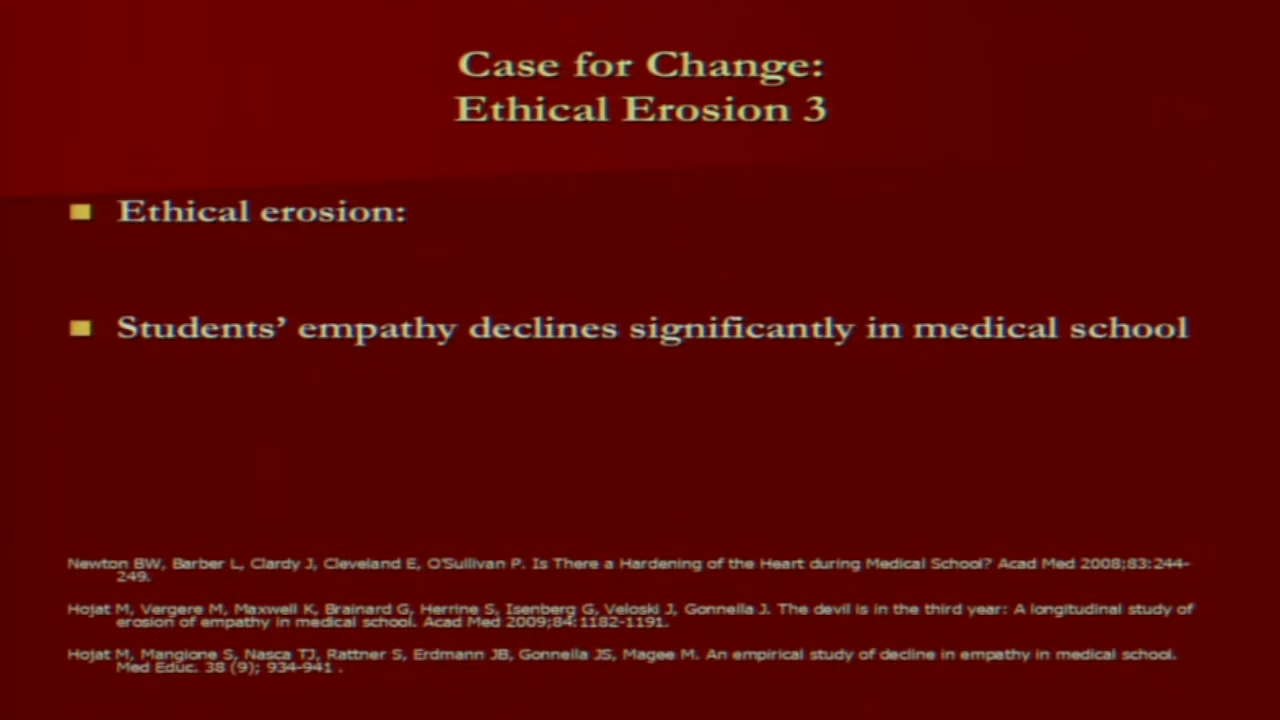 Case for Change:
Ethical Erosion 3
Ethical erosion:
Students' empathy declines significantly in medical school
Newton BW, Barber L, Clardy J, Cleveland E, O'Sullivan P. Is There a Hardening of the Heart during Medical School? Acad Med 2008;83:244-
249.
Hojat M, Vergere M, Maxwell K, Brainard G, Herrine S, Isenberg G, Veloski J, Gonnella J. The devil is in the third year: A longitudinal study of
erosion of empathy in medical school. Acad Med 2009;84:1182-1191.
Hojat M, Mangione S, Nasca TJ, Rattner S, Erdmann JB, Gonnella JS, Magee M. An empirical study of decline in empathy in medical school.
Med Educ. 38 (9); 934-941 .